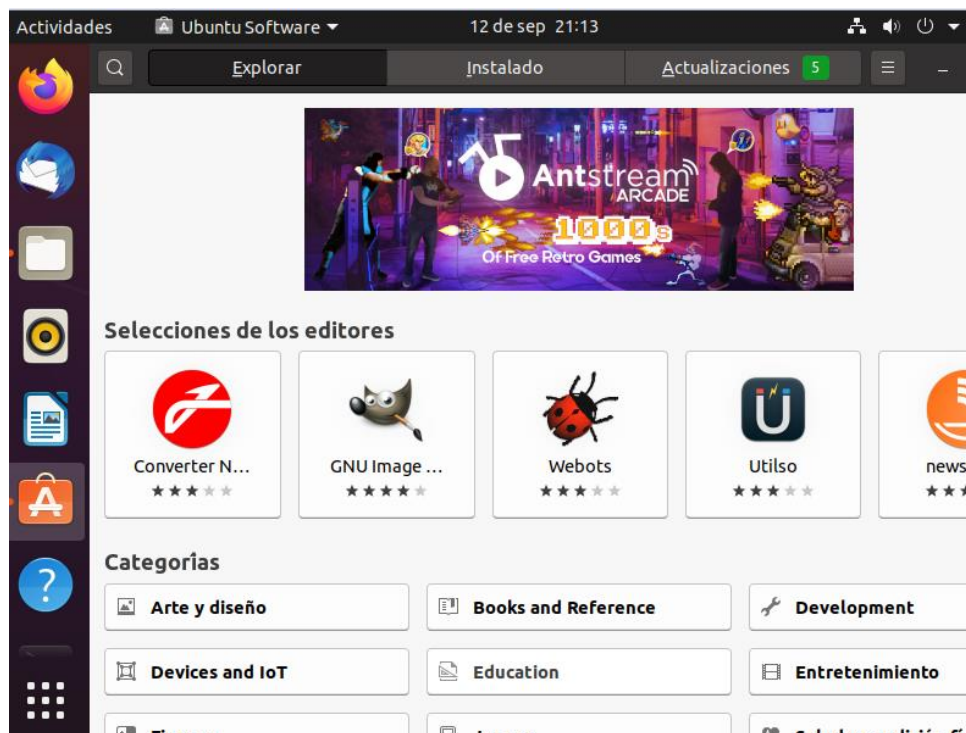 Actividades Ubuntu Software 12 de sep 21:13
Explorar Instalado Actualizaciones 5
Antstream
ARCADE
1000s
Of Free Retro Games
Selecciones de los editores
Converter N... GNU Image ... Webots Utilso news
Categorías
Arte y diseño Books and Reference Development
Devices and IoT Education Entretenimiento